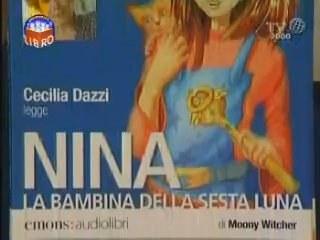 LIBRO
TV
2000
Cecilia Dazzi
legge
NINA
LA BAMBINA DELLA SESTA LUNA
emons:audiolibri
di Moony Witcher